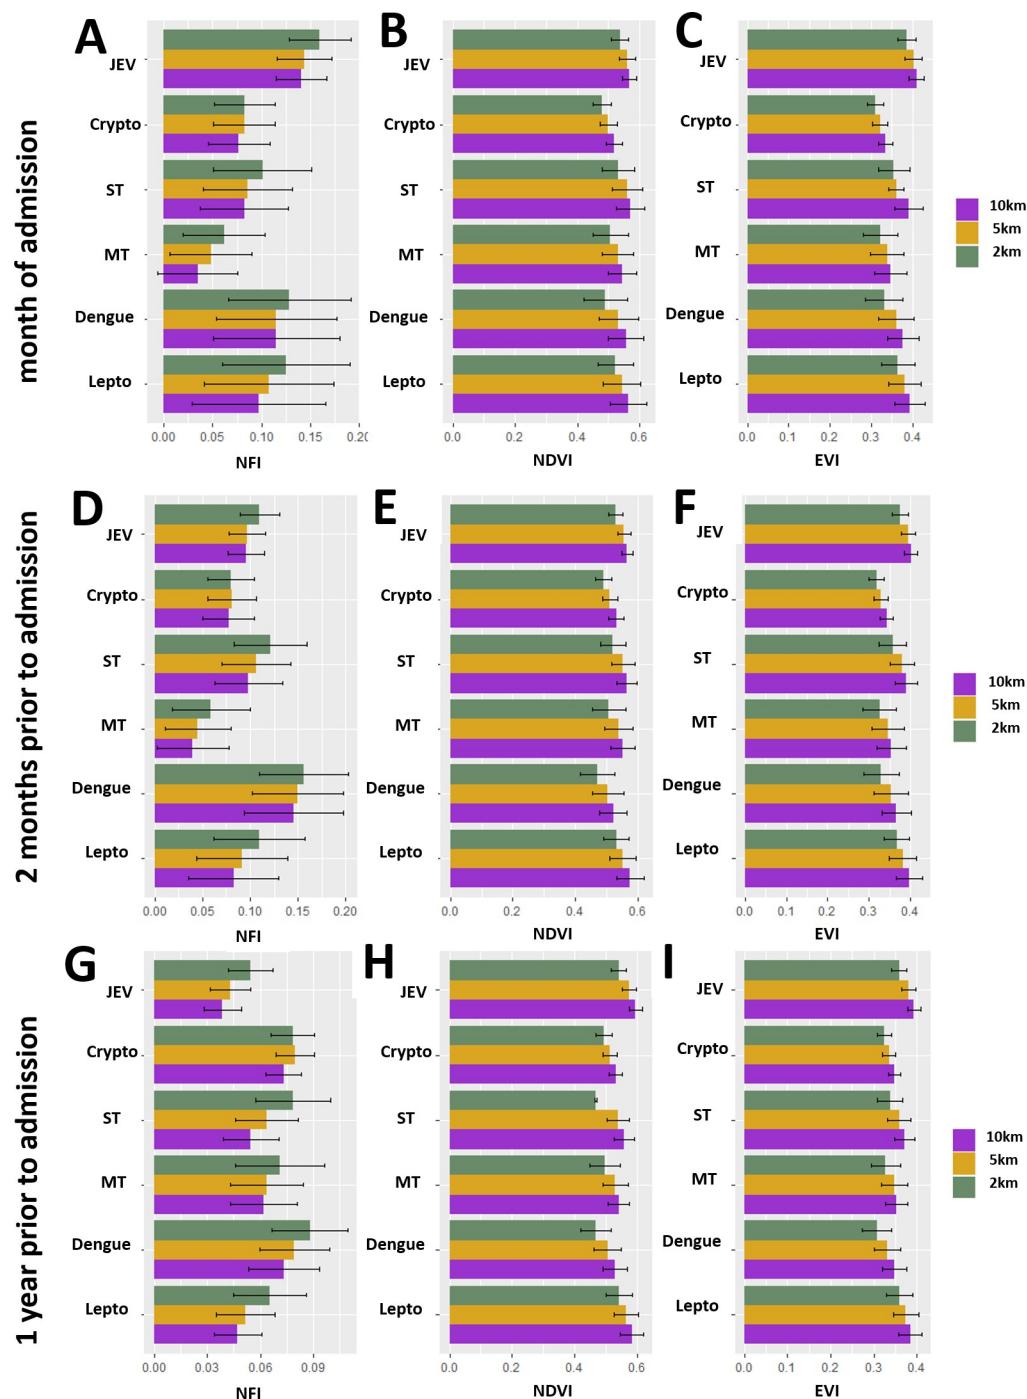 A
B
C
month of admission
JEV
Crypto
ST
MT
Dengue
Lepto
0.00 0.05 0.10 0.15 0.20
NFI
JEV
Crypto
ST
MT
Dengue
Lepto
0.0 0.2 0.4 0.6
NDVI
JEV
Crypto
ST
MT
Dengue
Lepto
0.0 0.1 0.2 0.3 0.4
EVI
10km
5km
2km
D
E
F
2 months prior to admission
JEV
Crypto
ST
MT
Dengue
Lepto
0.00 0.05 0.10 0.15 0.20
NFI
JEV
Crypto
ST
MT
Dengue
Lepto
0.0 0.2 0.4 0.6
NDVI
JEV
Crypto
ST
MT
Dengue
Lepto
0.0 0.1 0.2 0.3 0.4
EVI
10km
5km
2km
G
H
I
1 year prior to admission
JEV
Crypto
ST
MT
Dengue
Lepto
0.00 0.03 0.06 0.09
NFI
JEV
Crypto
ST
MT
Dengue
Lepto
0.0 0.2 0.4 0.6
NDVI
JEV
Crypto
ST
MT
Dengue
Lepto
0.0 0.1 0.2 0.3 0.4
EVI
10km
5km
2km